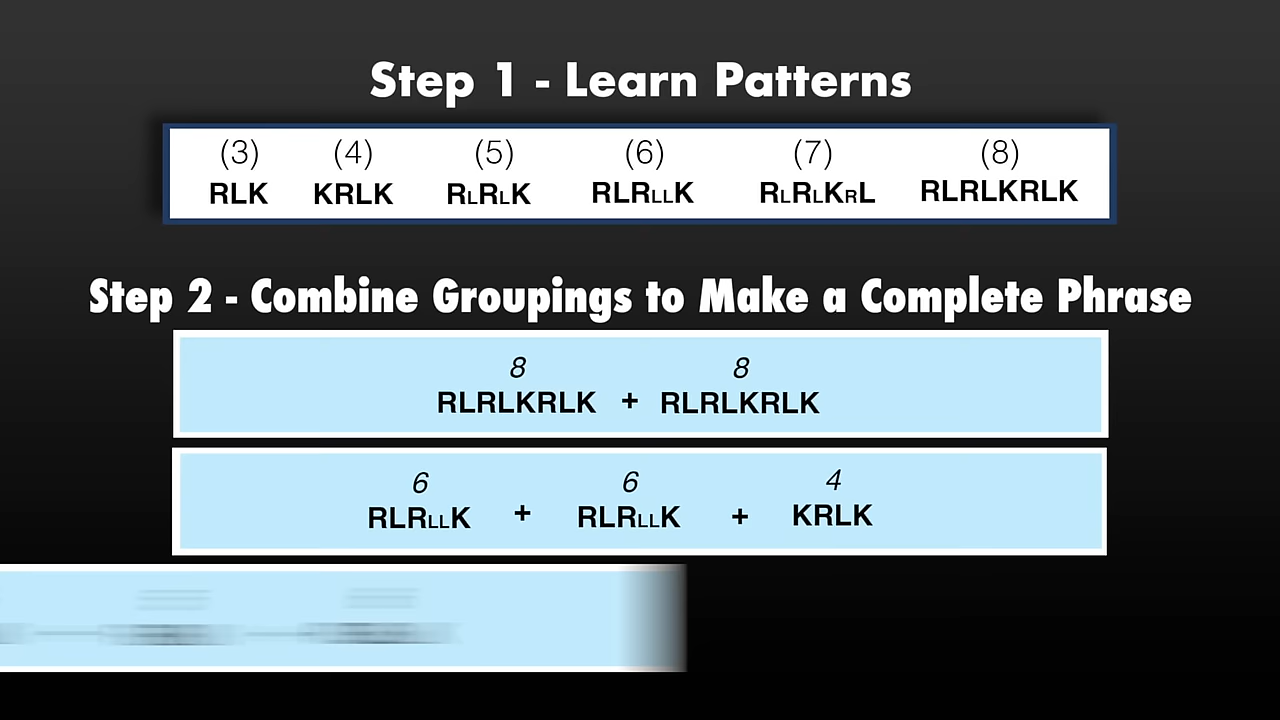 Step 1 - Learn Patterns
(3) (4) (5) (6) (7) (8)
RLK KRLK RLRLK RLRLLK RLRLKRL RLRLKRLK
Step 2 - Combine Groupings to Make a Complete Phrase
8 8
RLRLKRLK + RLRLKRLK
6 6 4
RLRLLK + RLRLLK + KRLK